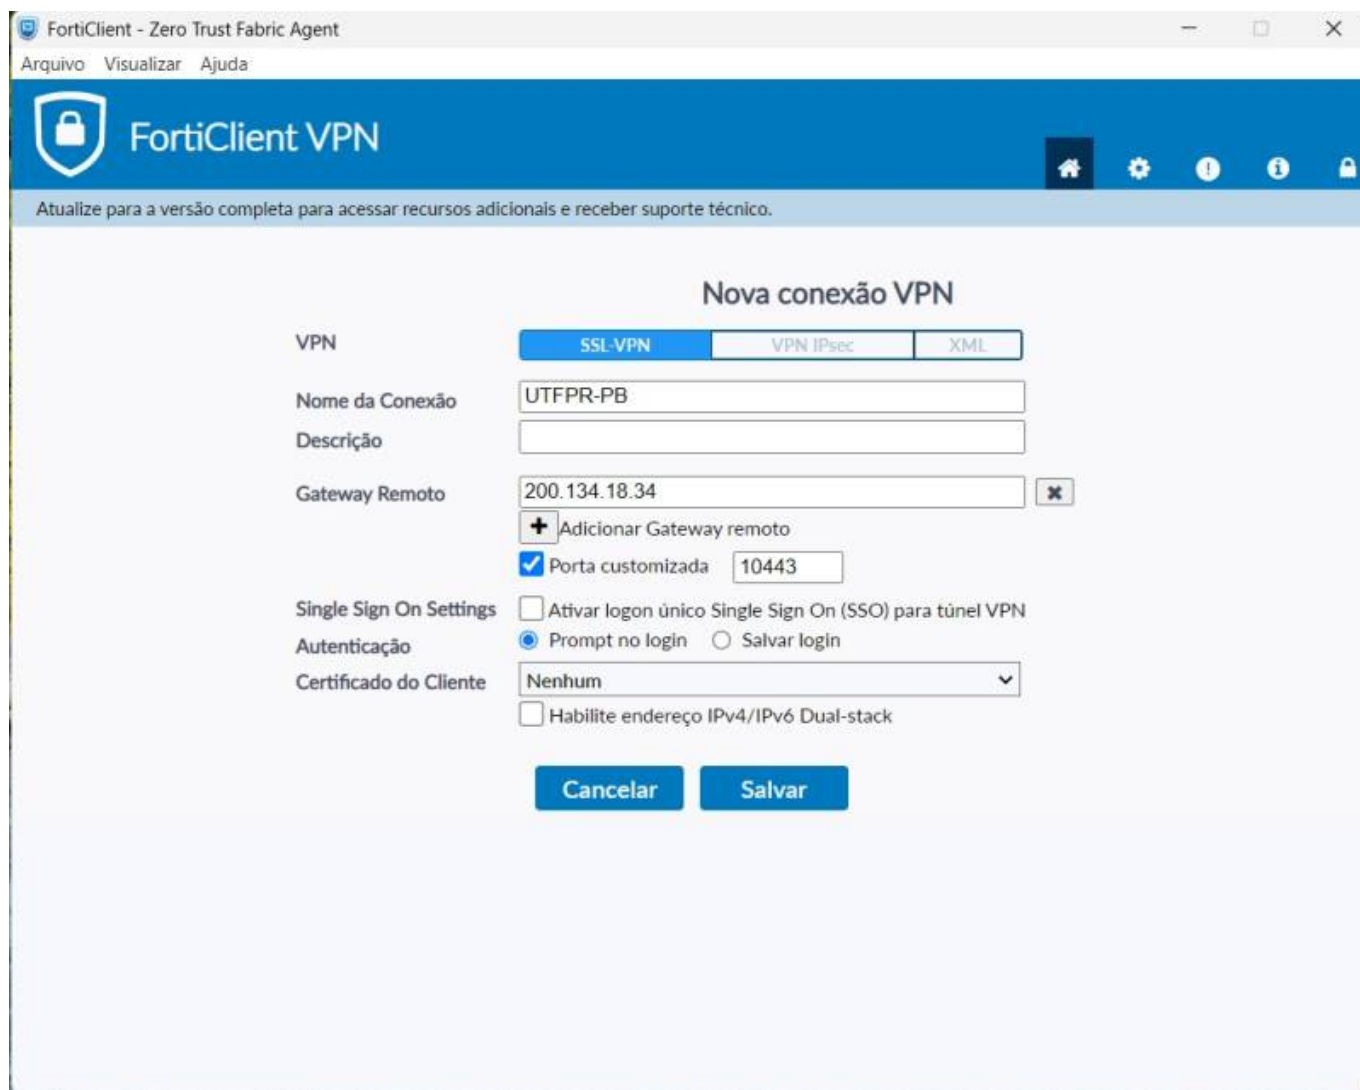 FortiClient - Zero Trust Fabric Agent
Arquivo Visualizar Ajuda
FortiClient VPN
Atualize para a versão completa para acessar recursos adicionais e receber suporte técnico.
Nova conexão VPN
VPN SSL-VPN VPN IPsec XML
Nome da Conexão UTFPR-PB
Descrição
Gateway Remoto 200.134.18.34
Adicionar Gateway remoto
Porta customizada 10443
Single Sign On Settings Ativar logon único Single Sign On (SSO) para túnel VPN
Autenticação Prompt no login Salvar login
Certificado do Cliente Nenhum
Habilite endereço IPv4/IPv6 Dual-stack
Cancelar Salvar